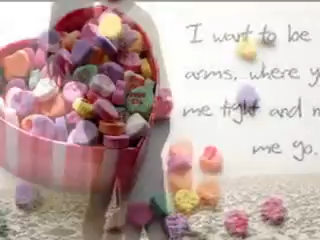 I want to be
arms, where y
me tight and n
me go.